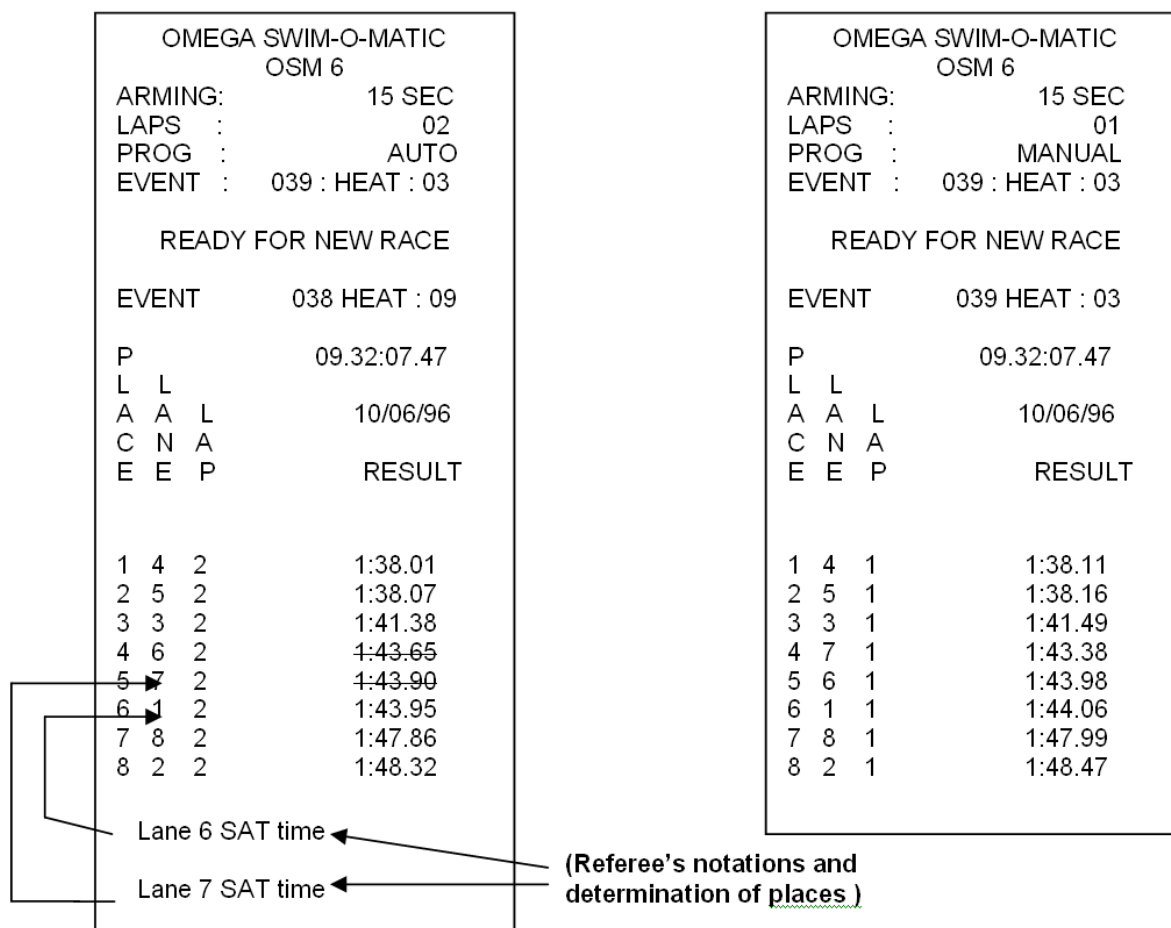 OMEGA SWIM-O-MATIC
OSM 6
ARMING: 15 SEC
LAPS : 02
PROG : AUTO
EVENT : 039 : HEAT : 03
READY FOR NEW RACE
EVENT 038 HEAT : 09
P 09.32:07.47
L L
A A L 10/06/96
C N A
E E P RESULT
1 4 2 1:38.01
2 5 2 1:38.07
3 3 2 1:41.38
4 6 2 1:43.65
5 7 2 1:43.90
6 1 2 1:43.95
7 8 2 1:47.86
8 2 2 1:48.32
Lane 6 SAT time
Lane 7 SAT time
OMEGA SWIM-O-MATIC
OSM 6
ARMING: 15 SEC
LAPS : 01
PROG : MANUAL
EVENT : 039 : HEAT : 03
READY FOR NEW RACE
EVENT 039 HEAT : 03
P 09.32:07.47
L L
A A L 10/06/96
C N A
E E P RESULT
1 4 1 1:38.11
2 5 1 1:38.16
3 3 1 1:41.49
4 7 1 1:43.38
5 6 1 1:43.98
6 1 1 1:44.06
7 8 1 1:47.99
8 2 1 1:48.47
(Referee's notations and
determination of places )